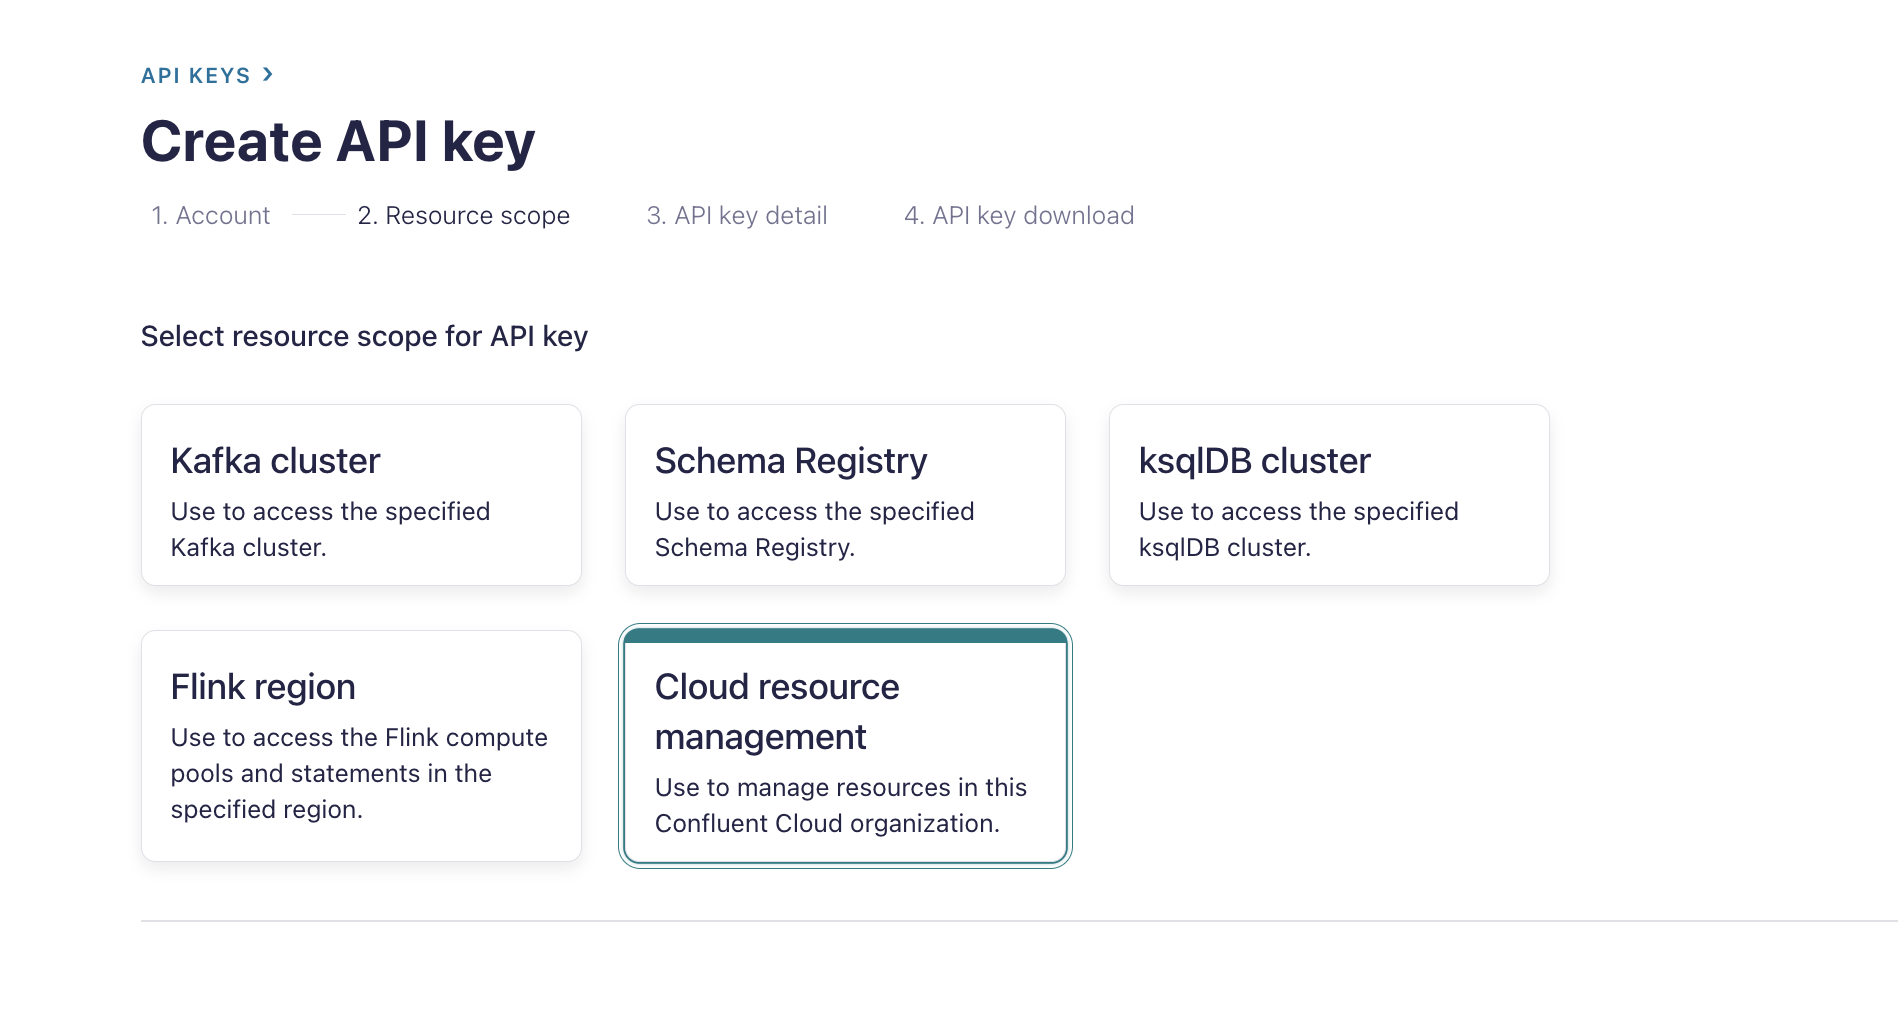 API KEYS >
Create API key
1. Account
2. Resource scope
3. API key detail
4. API key download
Select resource scope for API key
Kafka cluster
Use to access the specified
Kafka cluster.
Schema Registry
Use to access the specified
Schema Registry.
ksqlDB cluster
Use to access the specified
ksqlDB cluster.
Flink region
Use to access the Flink compute
pools and statements in the
specified region.
Cloud resource
management
Use to manage resources in this
Confluent Cloud organization.